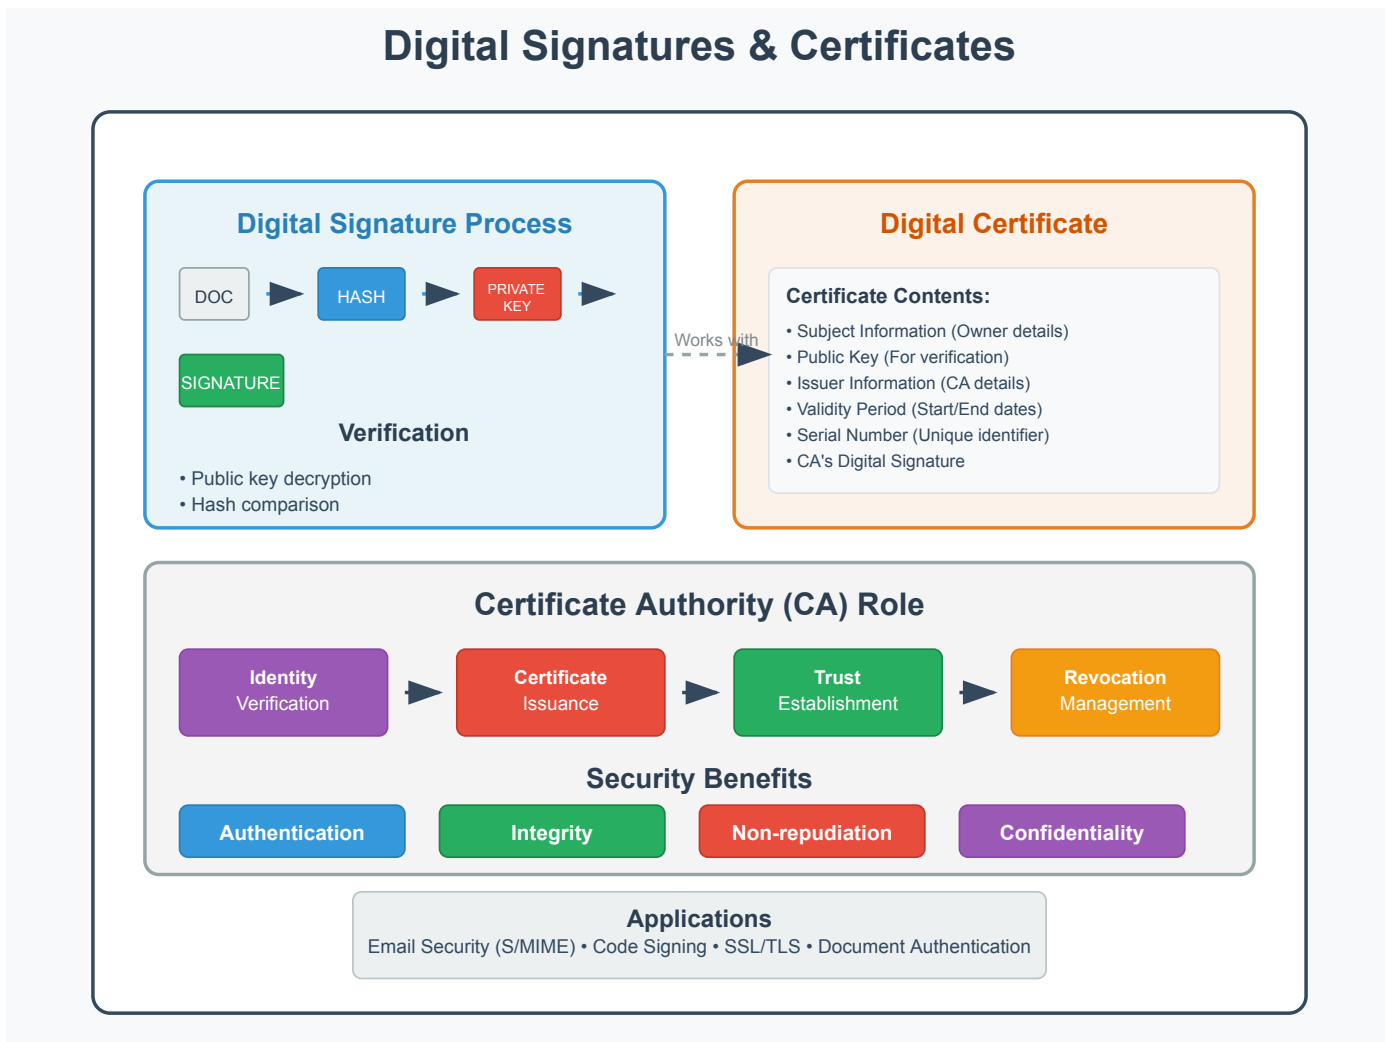 Digital Signatures & Certificates
Digital Signature Process
DOC
HASH
PRIVATE
KEY
SIGNATURE
Verification
• Public key decryption
• Hash comparison
Works with
Digital Certificate
Certificate Contents:
• Subject Information (Owner details)
• Public Key (For verification)
• Issuer Information (CA details)
• Validity Period (Start/End dates)
• Serial Number (Unique identifier)
• CA's Digital Signature
Certificate Authority (CA) Role
Identity
Verification
Certificate
Issuance
Trust
Establishment
Revocation
Management
Security Benefits
Authentication
Integrity
Non-repudiation
Confidentiality
Applications
Email Security (S/MIME) • Code Signing • SSL/TLS • Document Authentication